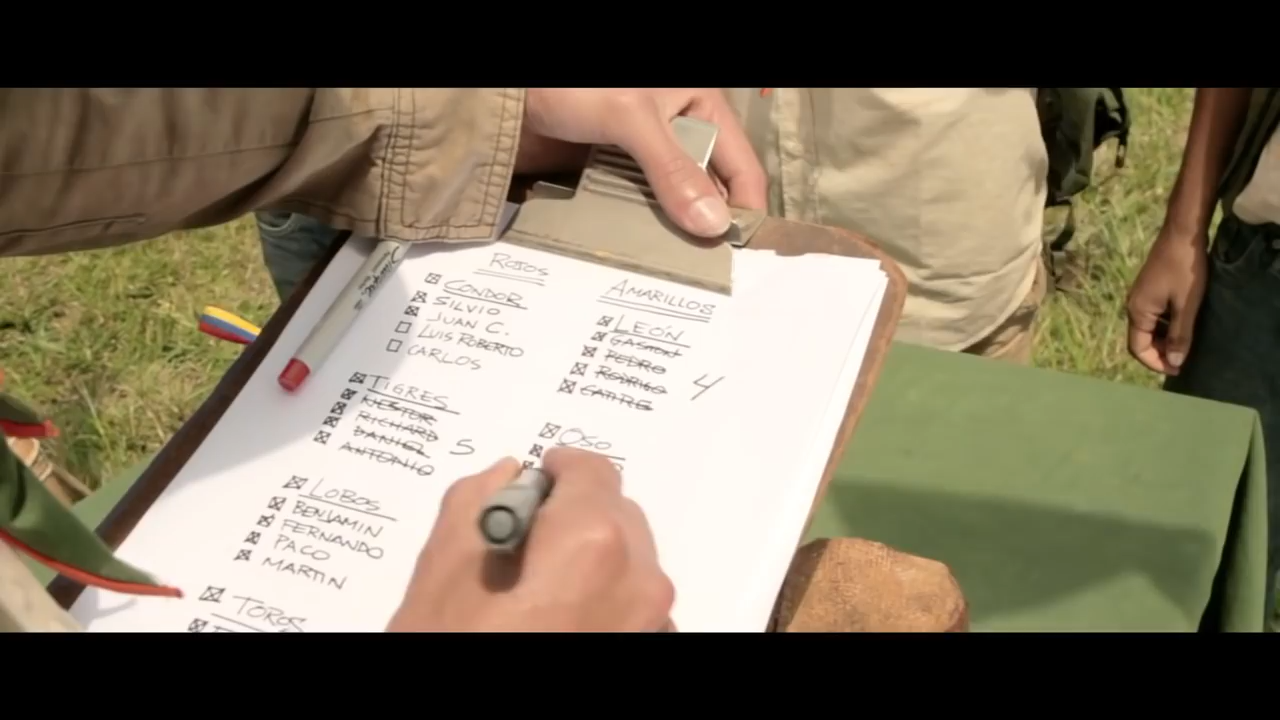 ROJOS
CONDOR
SILVIO
JUAN C.
LUIS ROBERTO
CARLOS
TIGRES
NESTOR
RICHARD
DANIEL
ANTONIO
5
LOBOS
BENJAMIN
FERNANDO
PACO
MARTIN
TOROS
AMARILLOS
LEÓN
GASTON
PEDRO
RODRIGO
4
OSO